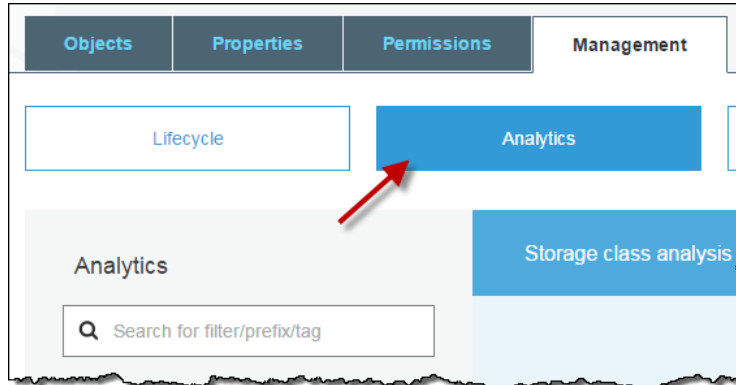 Objects Properties Permissions Management
Lifecycle Analytics
Analytics
Storage class analysis
Search for filter/prefix/tag